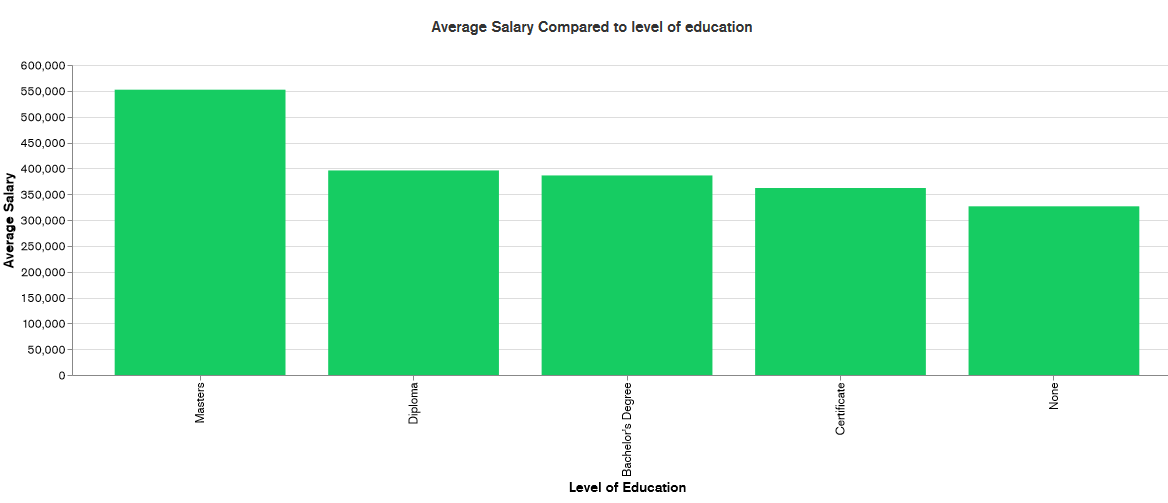 Average Salary Compared to level of education
Average Salary
600,000
550,000
500,000
450,000
400,000
350,000
300,000
250,000
200,000
150,000
100,000
50,000
0
Masters
Diploma
Bachelor's Degree
Certificate
None
Level of Education